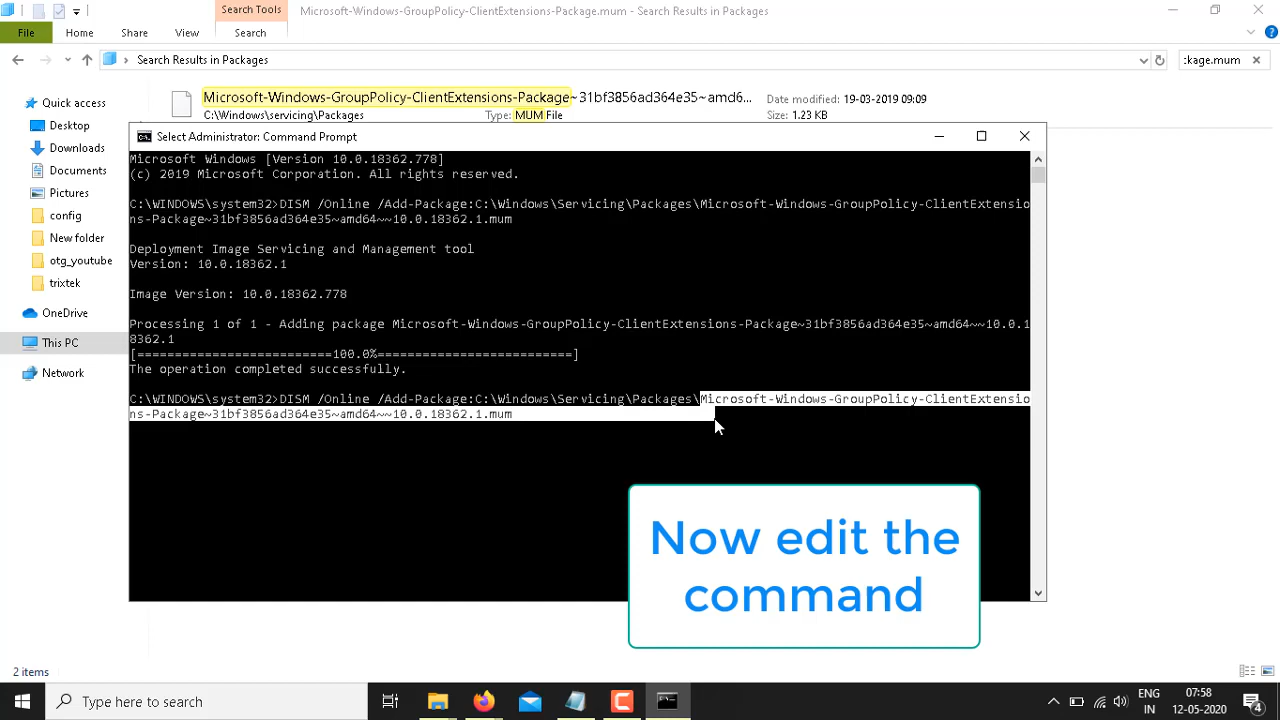 Search Tools
Microsoft-Windows-GroupPolicy-ClientExtensions-Package.mum - Search Results in Packages
File
Home
Share
View
Search
Search Results in Packages
:kage.mum
Quick access
Desktop
Downloads
Documents
Pictures
config
New folder
otg_youtube
trixtek
OneDrive
This PC
Network
Microsoft-Windows-GroupPolicy-ClientExtensions-Package~31bf3856ad364e35~amd6...
Date modified: 19-03-2019 09:09
C:\Windows\servicing\Packages
Type: MUM File
Size: 1.23 KB
Select Administrator: Command Prompt
Microsoft Windows [Version 10.0.18362.778]
(c) 2019 Microsoft Corporation. All rights reserved.
C:\WINDOWS\system32>DISM /Online /Add-Package:C:\Windows\Servicing\Packages\Microsoft-Windows-GroupPolicy-ClientExtensio
ns-Package~31bf3856ad364e35~amd64~~10.0.18362.1.mum
Deployment Image Servicing and Management tool
Version: 10.0.18362.1
Image Version: 10.0.18362.778
Processing 1 of 1 - Adding package Microsoft-Windows-GroupPolicy-ClientExtensions-Package~31bf3856ad364e35~amd64~~10.0.1
8362.1
[==========================100.0%==========================]
The operation completed successfully.
C:\WINDOWS\system32>DISM /Online /Add-Package:C:\Windows\Servicing\Packages\Microsoft-Windows-GroupPolicy-ClientExtensio
ns-Package~31bf3856ad364e35~amd64~~10.0.18362.1.mum
Now edit the
command
2 items
Type here to search
ENG
IN
07:58
12-05-2020
4